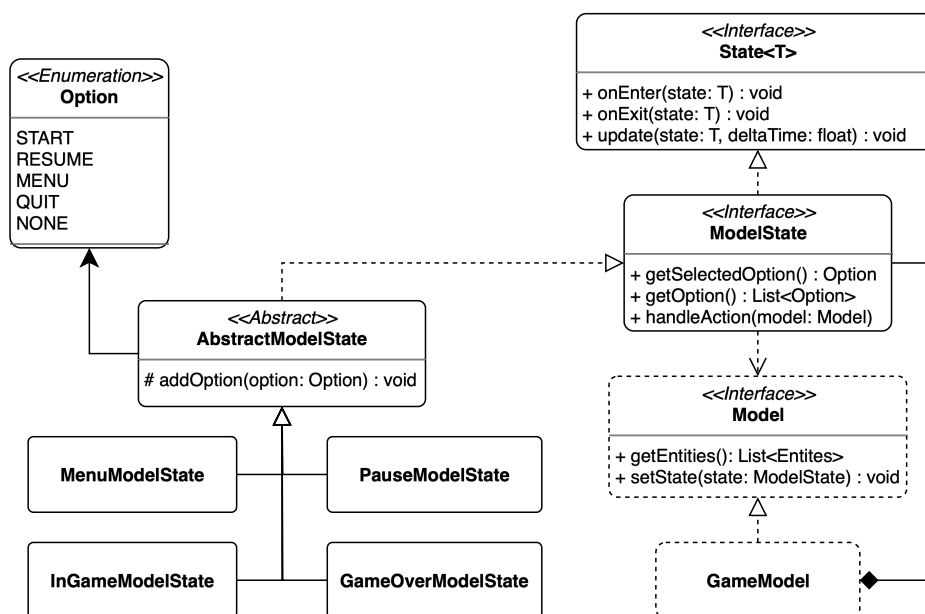 <<Enumeration>>
Option
START
RESUME
MENU
QUIT
NONE
<<Interface>>
State<T>
+ onEnter(state: T) : void
+ onExit(state: T) : void
+ update(state: T, deltaTime: float) : void
<<Interface>>
ModelState
+ getSelectedOption() : Option
+ getOption() : List<Option>
+ handleAction(model: Model)
<<Abstract>>
AbstractModelState
# addOption(option: Option) : void
<<Interface>>
Model
+ getEntities(): List<Entites>
+ setState(state: ModelState) : void
MenuModelState
PauseModelState
InGameModelState
GameOverModelState
GameModel